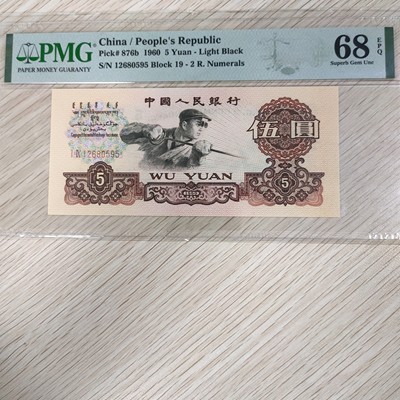 PMG
PAPER MONEY GUARANTY
China / People's Republic
Pick# 876b 1960 5 Yuan - Light Black
S/N 12680595 Block 19 - 2 R. Numerals
68 EPQ
Superb Gem Unc
中國人民銀行
12680595
伍圓
5
WU YUAN
5